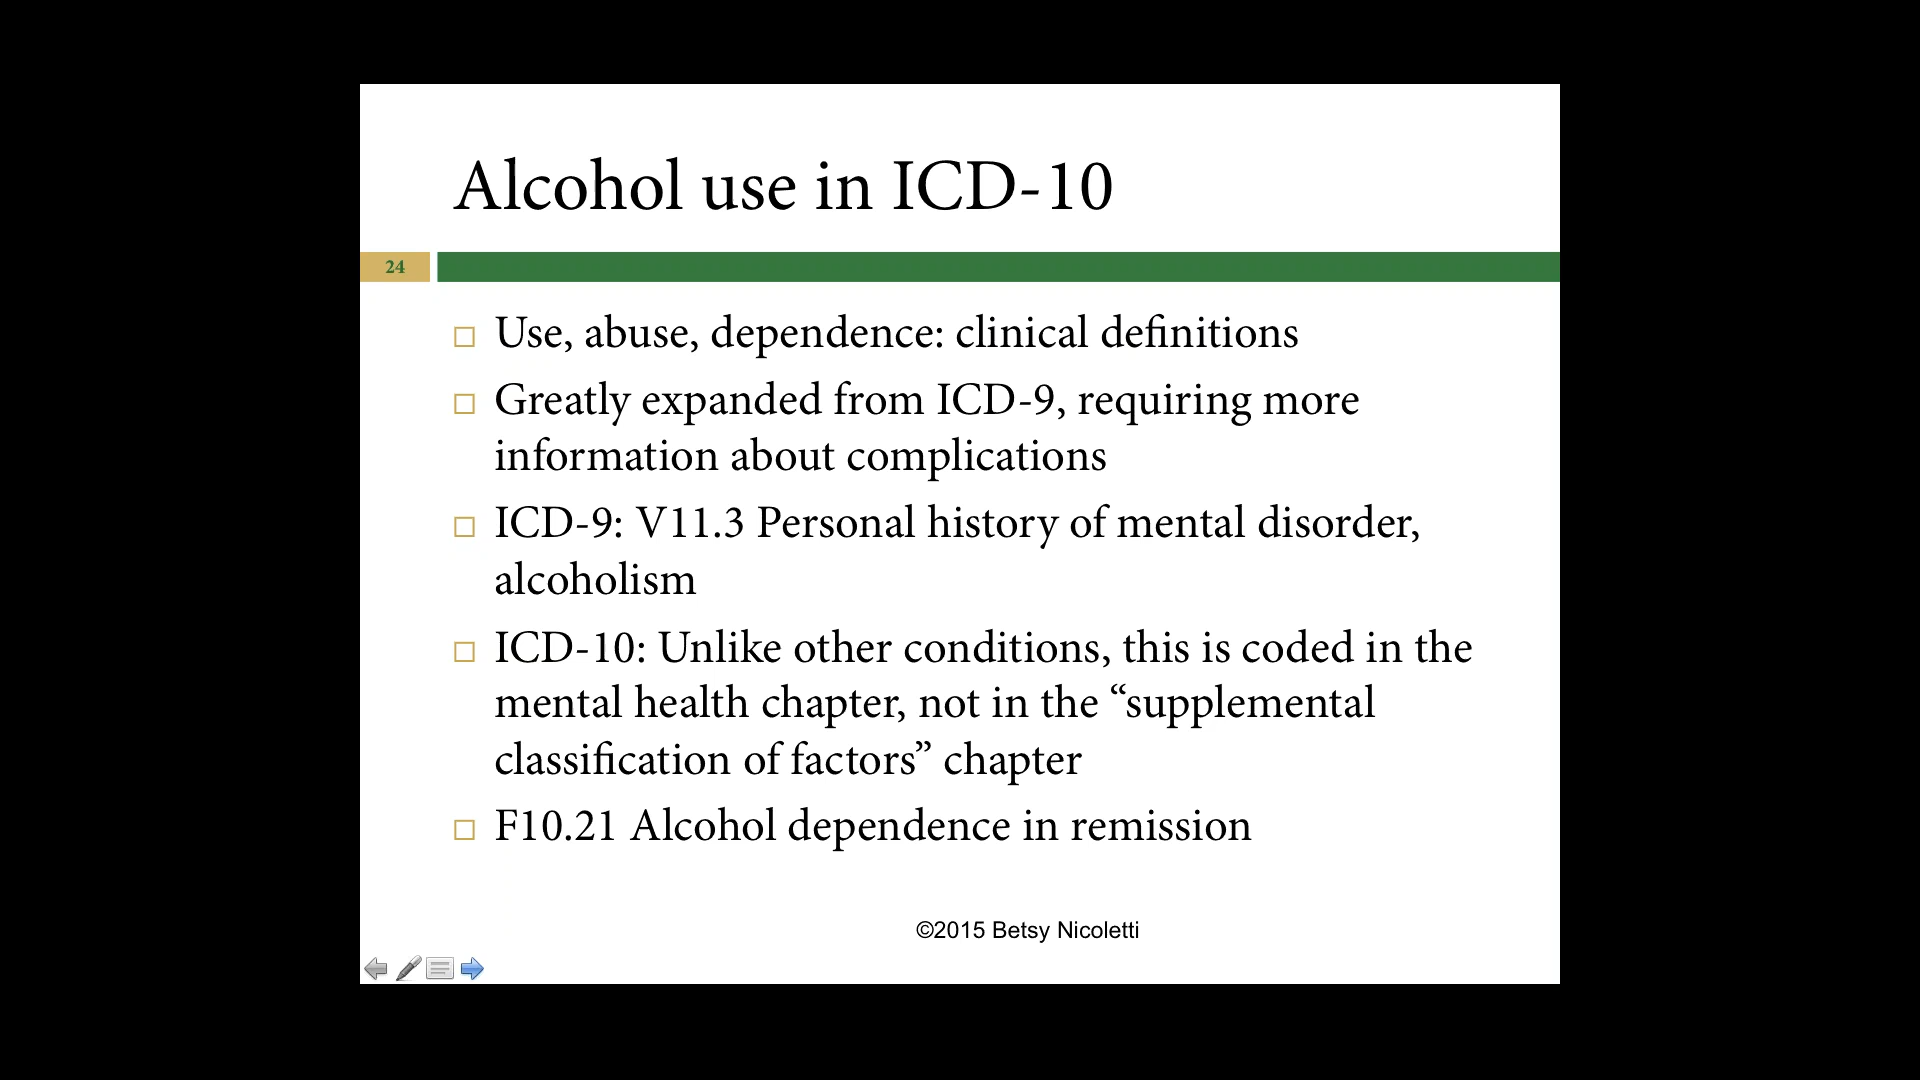 Alcohol use in ICD-10
24
Use, abuse, dependence: clinical definitions
Greatly expanded from ICD-9, requiring more
information about complications
ICD-9: V11.3 Personal history of mental disorder,
alcoholism
ICD-10: Unlike other conditions, this is coded in the
mental health chapter, not in the “supplemental
classification of factors” chapter
F10.21 Alcohol dependence in remission
©2015 Betsy Nicoletti